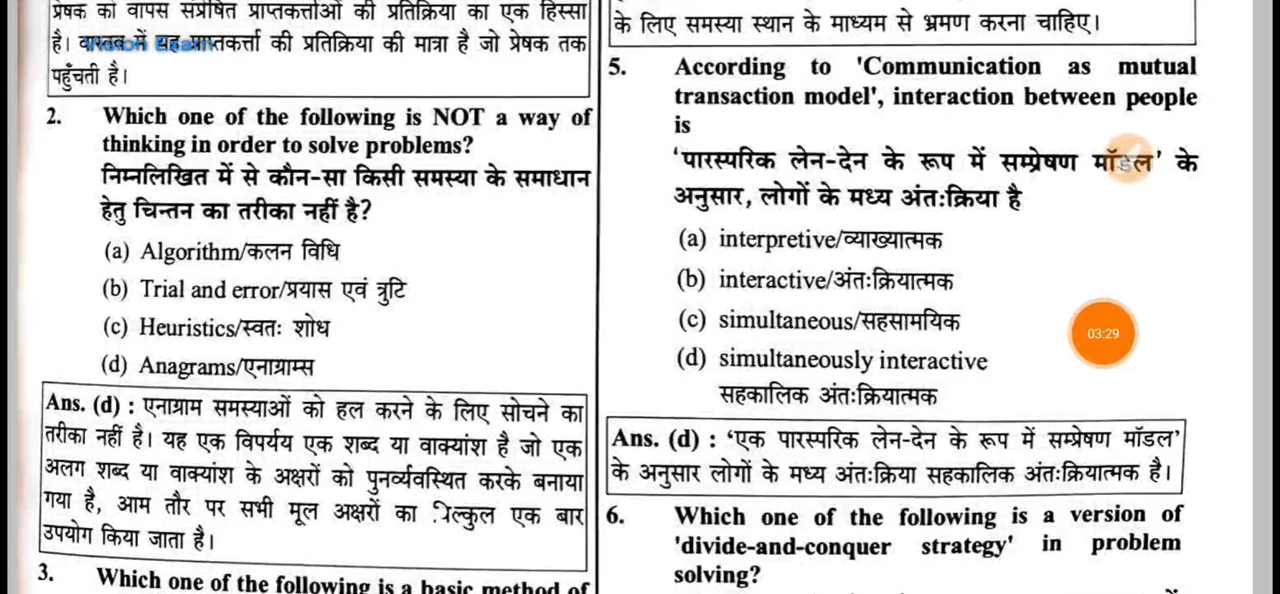 प्रेषक को वापस संप्रेषित प्राप्तकर्त्ताओं की प्रतिक्रिया का एक हिस्सा
है। वास्तव में यह प्राप्तकर्त्ता की प्रतिक्रिया की मात्रा है जो प्रेषक तक
Vision Exam
पहुँचती है।
2. Which one of the following is NOT a way of
thinking in order to solve problems?
निम्नलिखित में से कौन-सा किसी समस्या के समाधान
हेतु चिन्तन का तरीका नहीं है?
(a) Algorithm/कलन विधि
(b) Trial and error/प्रयास एवं त्रुटि
(c) Heuristics/स्वतः शोध
(d) Anagrams/एनाग्राम्स
Ans. (d) : एनाग्राम समस्याओं को हल करने के लिए सोचने का
तरीका नहीं है। यह एक विपर्यय एक शब्द या वाक्यांश है जो एक
अलग शब्द या वाक्यांश के अक्षरों को पुनर्व्यवस्थित करके बनाया
गया है, आम तौर पर सभी मूल अक्षरों का एक बार
उपयोग किया जाता है।
3. Which one of the following is a basic method of
के लिए समस्या स्थान के माध्यम से भ्रमण करना चाहिए।
5. According to 'Communication as mutual
transaction model', interaction between people
is
'पारस्परिक लेन-देन के रूप में सम्प्रेषण मॉडल' के
अनुसार, लोगों के मध्य अंतःक्रिया है
(a) interpretive/व्याख्यात्मक
(b) interactive/अंतःक्रियात्मक
(c) simultaneous/सहसामयिक
(d) simultaneously interactive
सहकालिक अंतःक्रियात्मक
03:29
Ans. (d) : 'एक पारस्परिक लेन-देन के रूप में सम्प्रेषण मॉडल'
के अनुसार लोगों के मध्य अंतःक्रिया सहकालिक अंतःक्रियात्मक है।
6. Which one of the following is a version of
'divide-and-conquer strategy' in problem
solving?